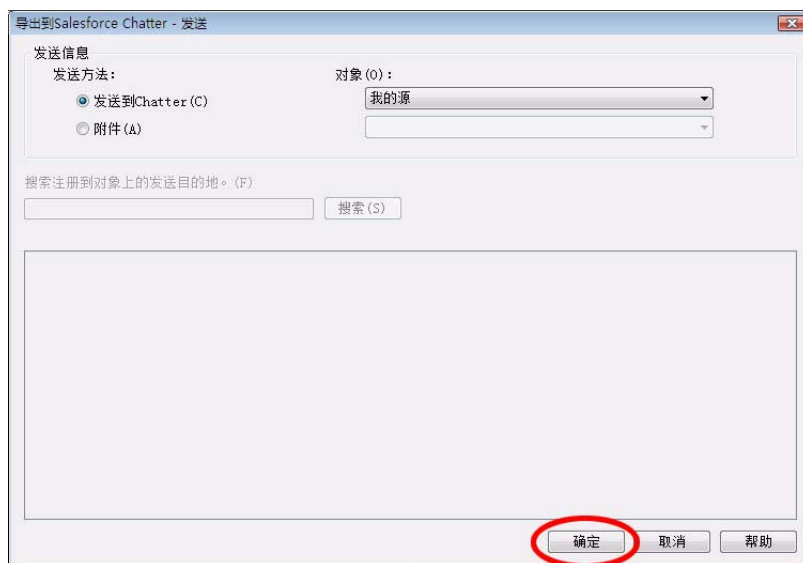 导出到Salesforce Chatter - 发送
发送信息
发送方法: 对象(O):
发送到Chatter(C) 我的源
附件(A)
搜索注册到对象上的发送目的地。(F)
搜索(S)
确定 取消 帮助